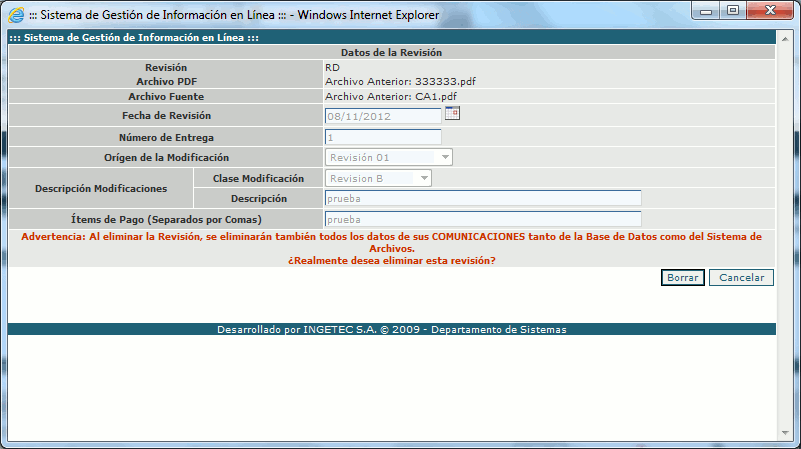 ::: Sistema de Gestión de Información en Línea ::: - Windows Internet Explorer
::: Sistema de Gestión de Información en Línea :::
Datos de la Revisión
Revisión RD
Archivo PDF Archivo Anterior: 333333.pdf
Archivo Fuente Archivo Anterior: CA1.pdf
Fecha de Revisión 08/11/2012
Número de Entrega 1
Orígen de la Modificación Revisión 01
Descripción Modificaciones
Clase Modificación Revision B
Descripción prueba
Ítems de Pago (Separados por Comas) prueba
Advertencia: Al eliminar la Revisión, se eliminarán también todos los datos de sus COMUNICACIONES tanto de la Base de Datos como del Sistema de
Archivos.
¿Realmente desea eliminar esta revisión?
Borrar Cancelar
Desarrollado por INGETEC S.A. © 2009 - Departamento de Sistemas